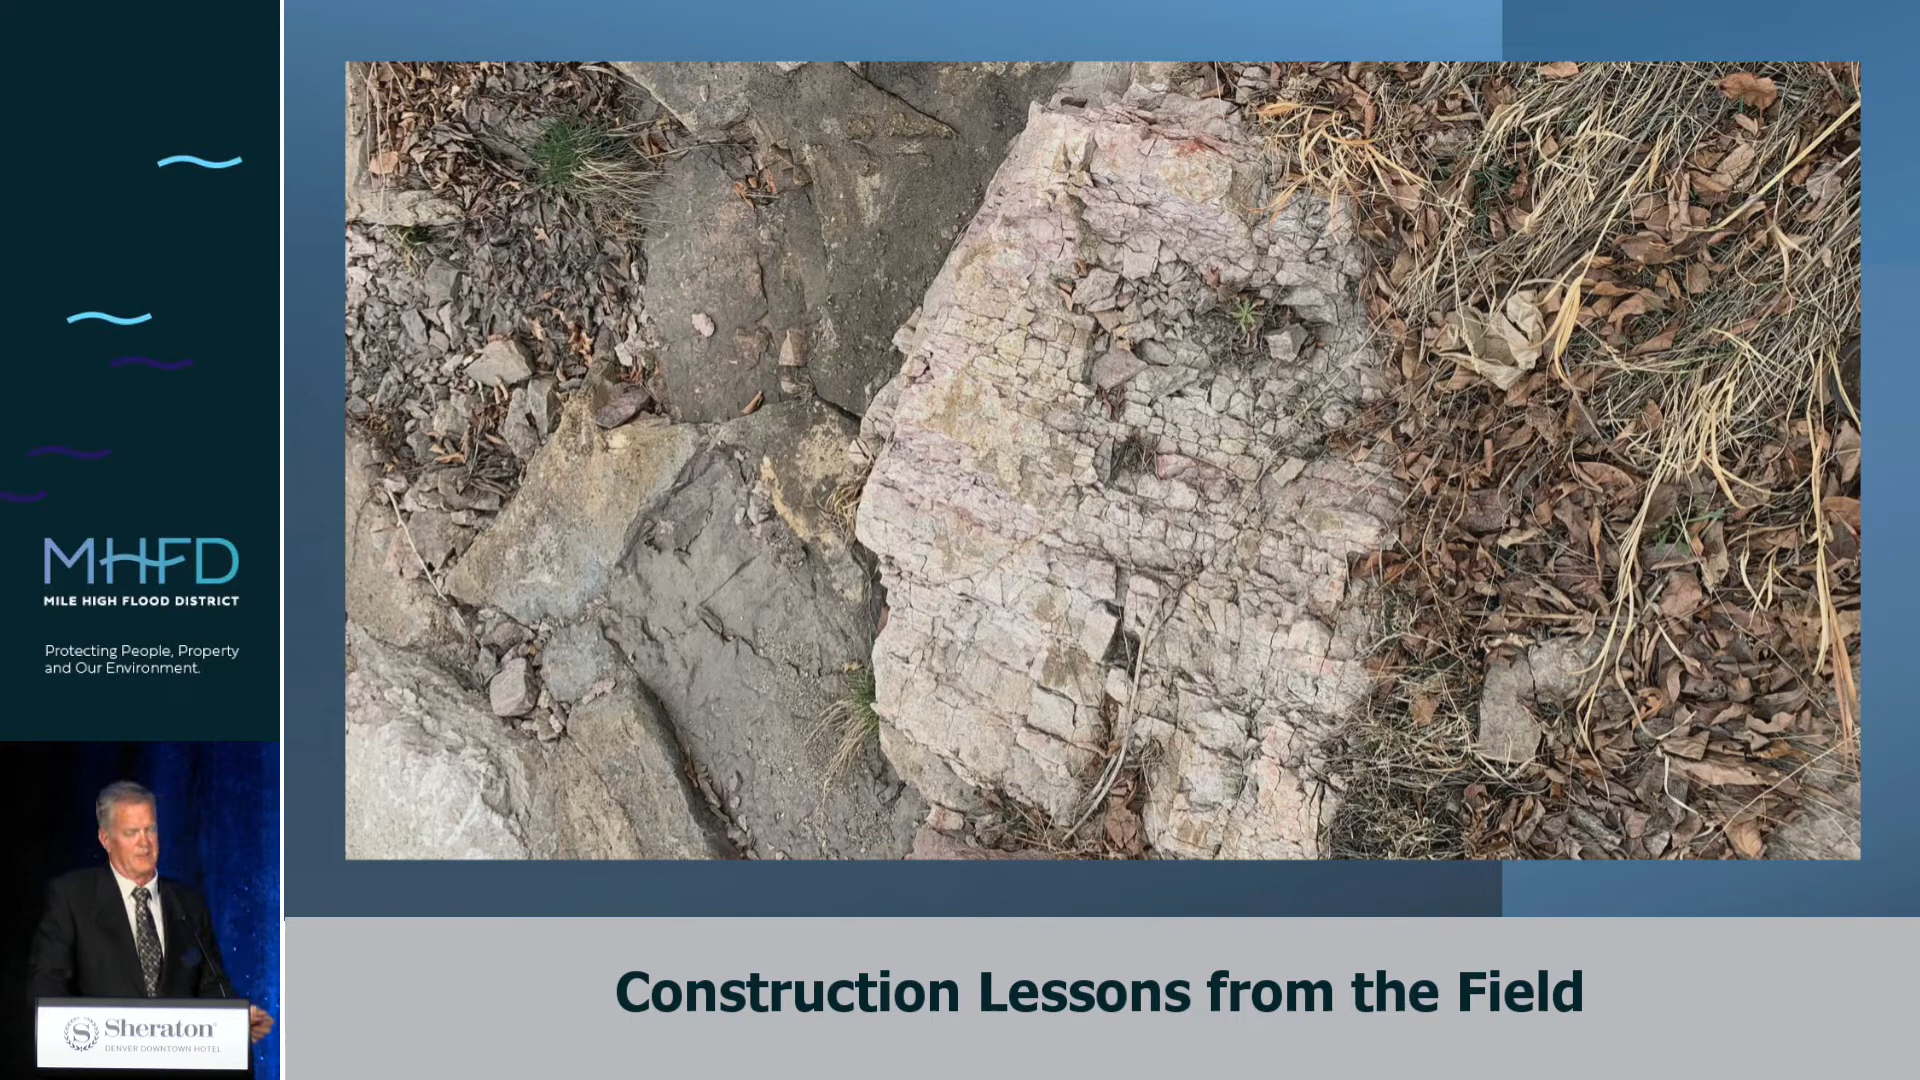 MHFD
MILE HIGH FLOOD DISTRICT
Protecting People, Property
and Our Environment.
S Sheraton
DENVER DOWNTOWN HOTEL
Construction Lessons from the Field